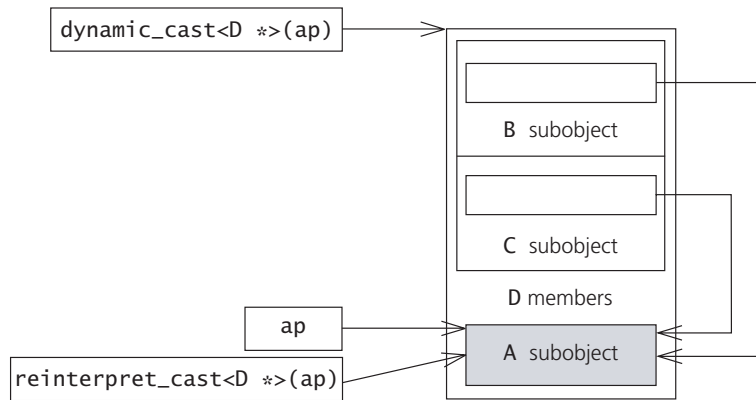 dynamic_cast<D *>(ap)
B subobject
C subobject
D members
ap
A subobject
reinterpret_cast<D *>(ap)